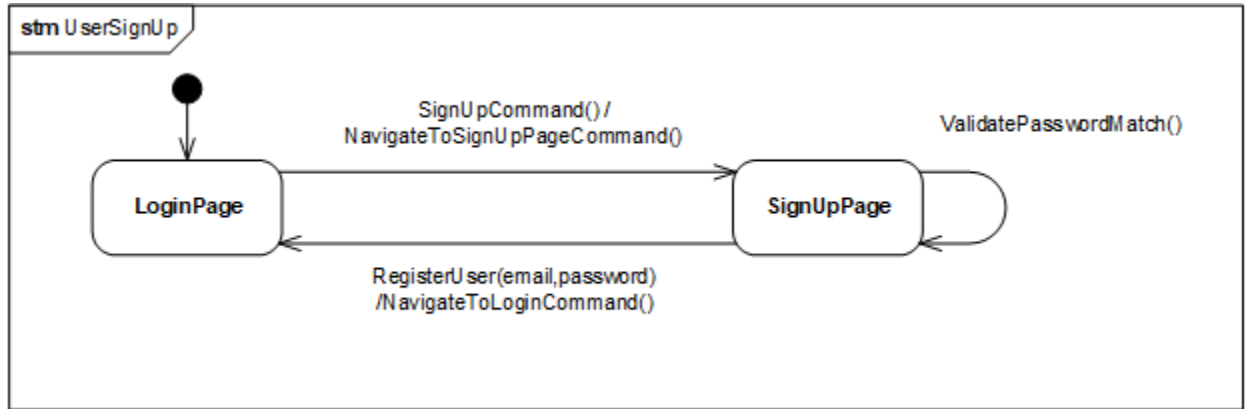 stm UserSignUp
SignUpCommand() /
NavigateToSignUpPageCommand()
ValidatePasswordMatch()
LoginPage
SignUpPage
RegisterUser(email,password)
/NavigateToLoginCommand()